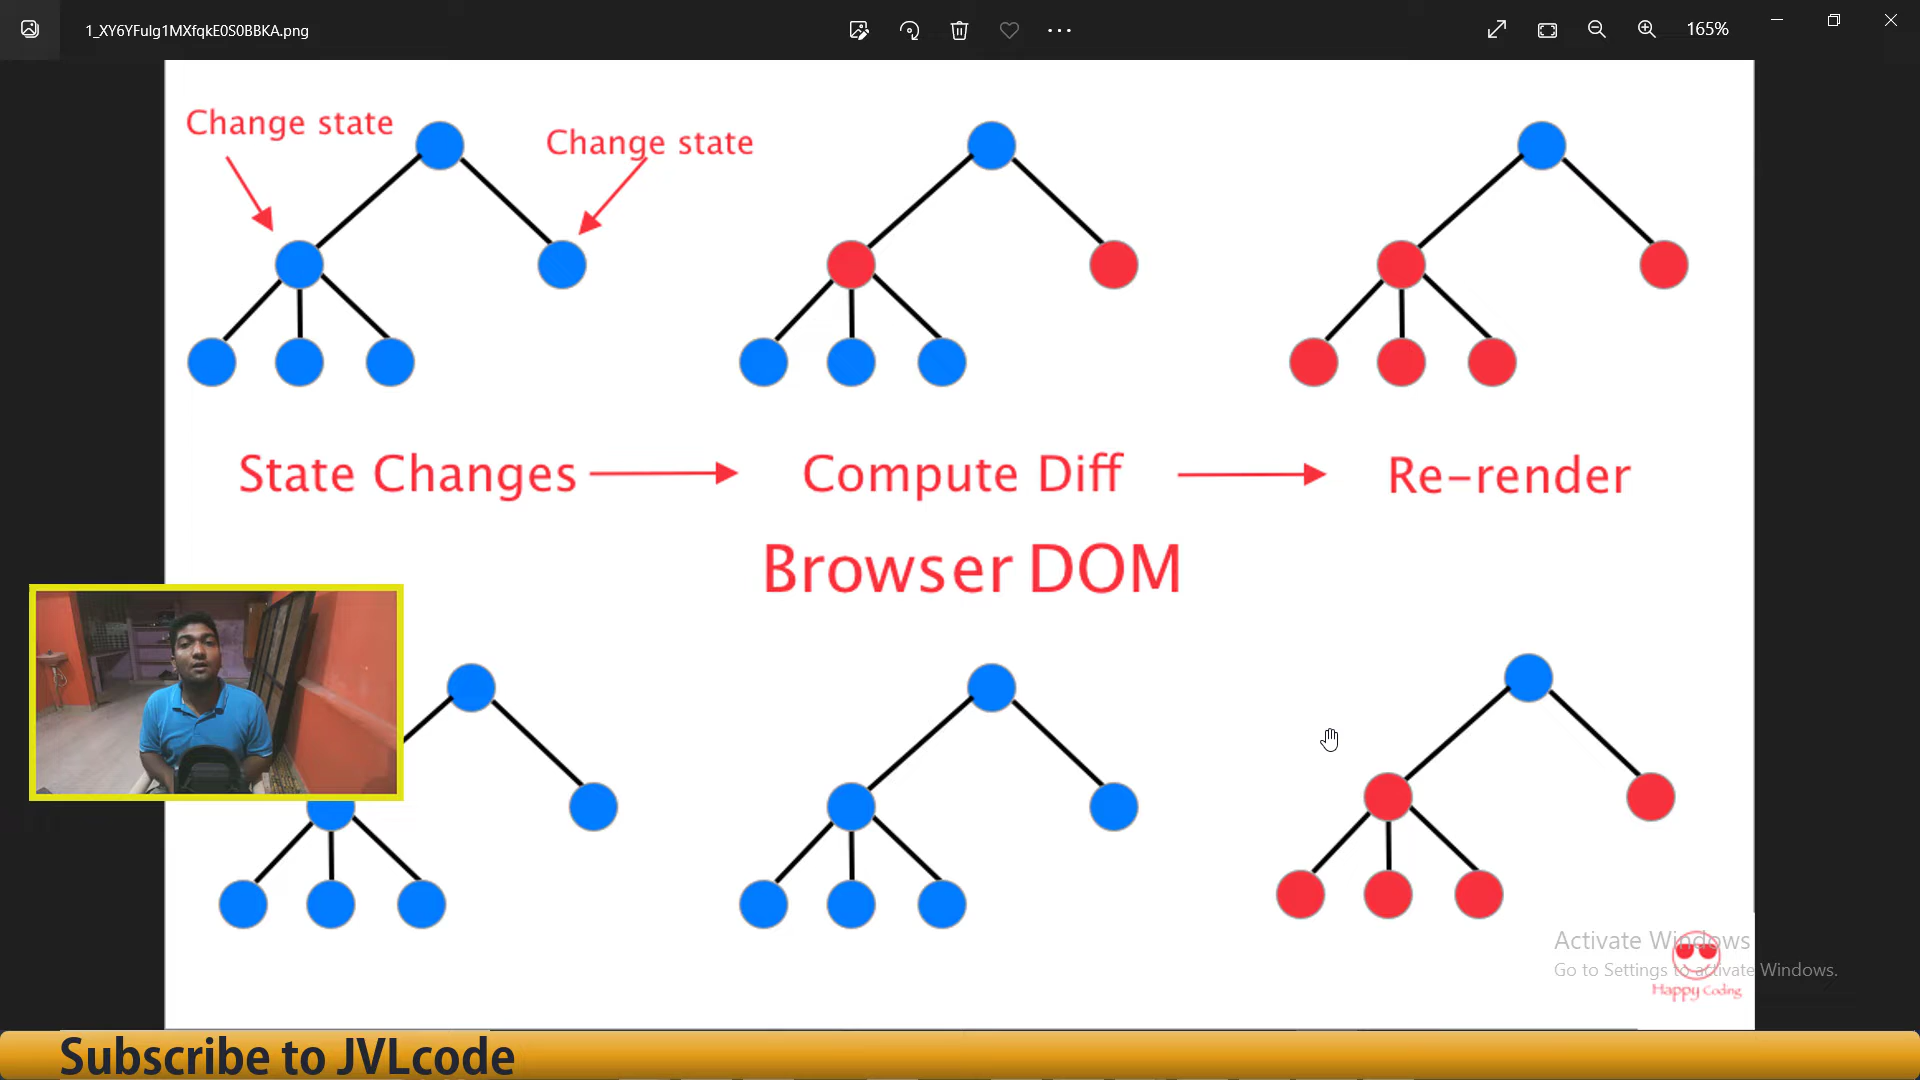 1_XY6YFulg1MXfqkE0S0BBKA.png
165%
Change state
Change state
State Changes
Compute Diff
Re-render
Browser DOM
Activate Windows
Go to Settings to activate Windows.
Happy Coding
Subscribe to JVLcode